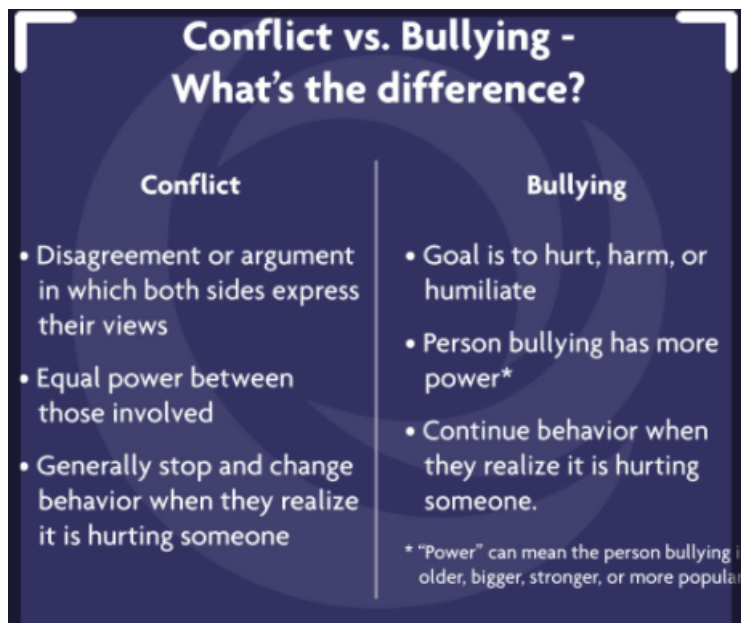 Conflict vs. Bullying -
What's the difference?
Conflict
• Disagreement or argument
in which both sides express
their views
• Equal power between
those involved
• Generally stop and change
behavior when they realize
it is hurting someone
Bullying
• Goal is to hurt, harm, or
humiliate
• Person bullying has more
power*
• Continue behavior when
they realize it is hurting
someone.
* “Power” can mean the person bullying i
older, bigger, stronger, or more popular